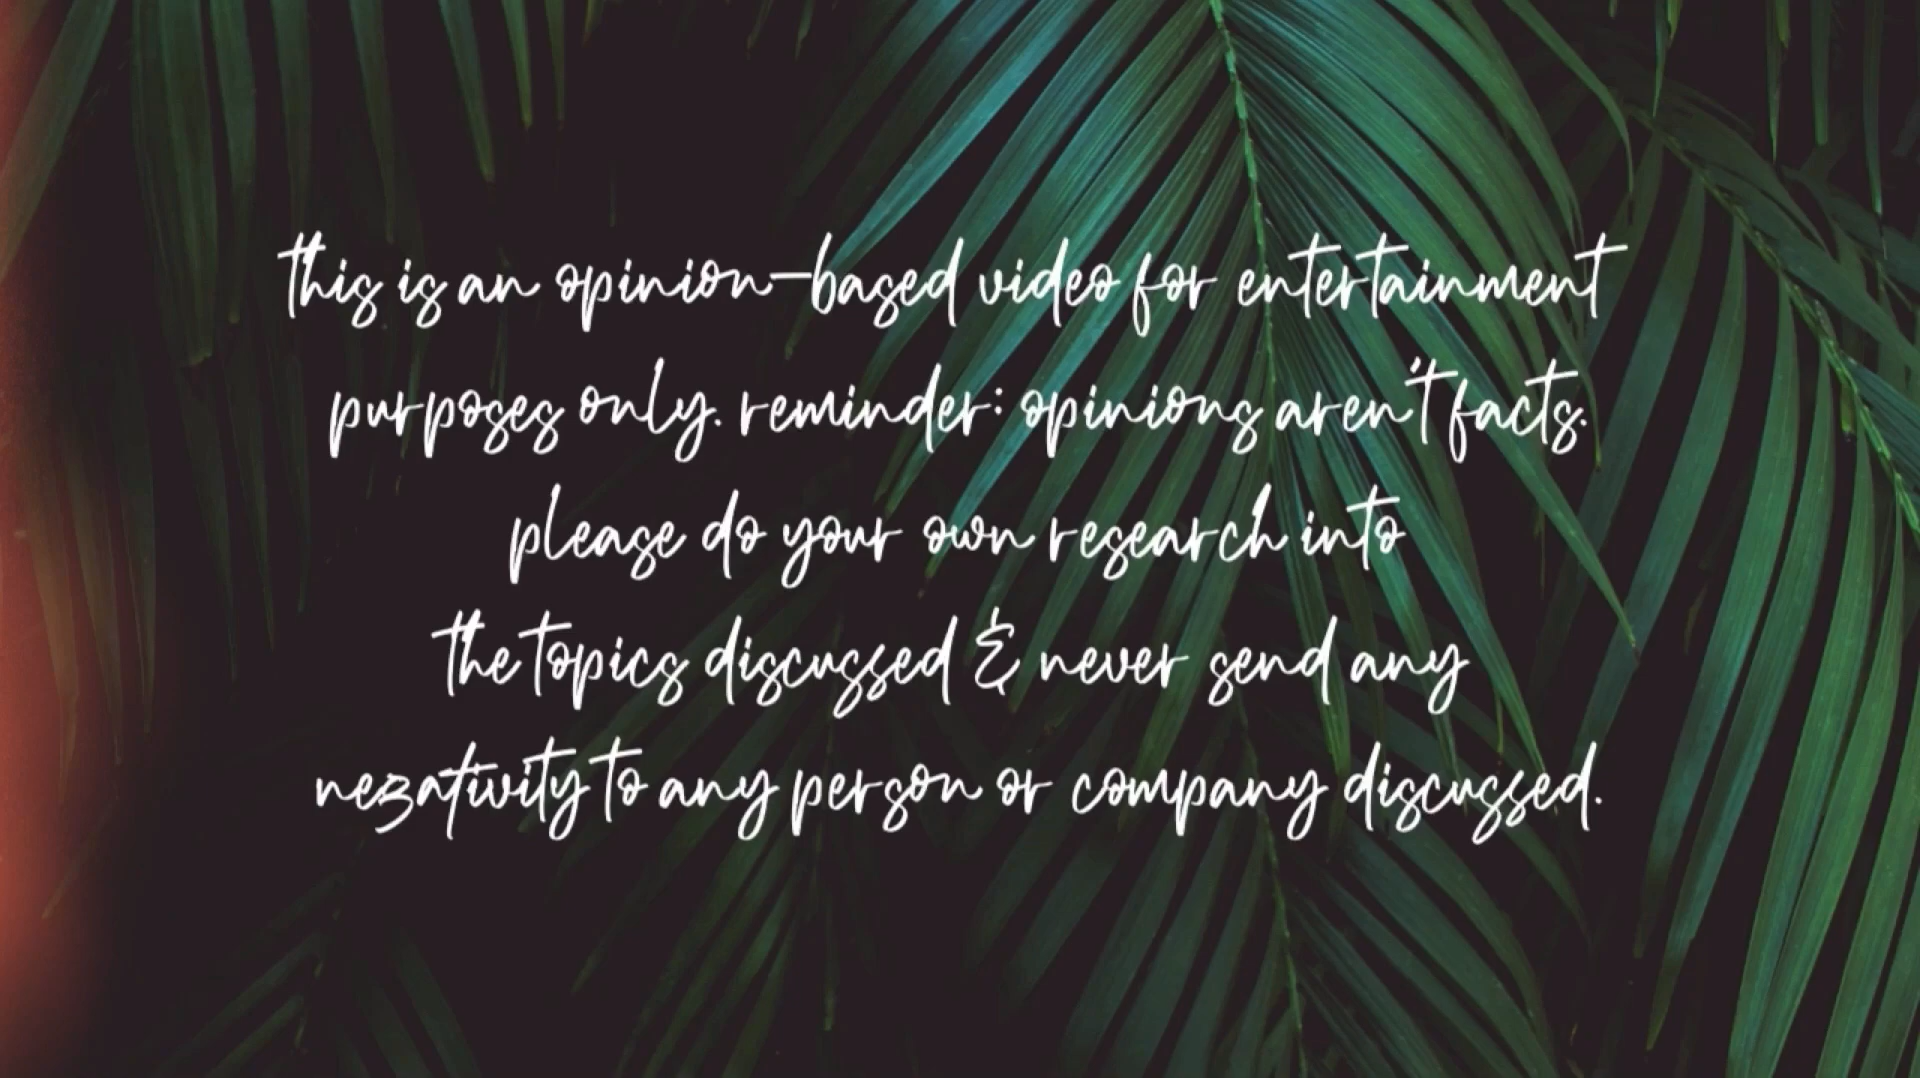 this is an opinion-based video for entertainment
purposes only. reminder: opinions aren't facts.
please do your own research into
the topics discussed & never send any
negativity to any person or company discussed.